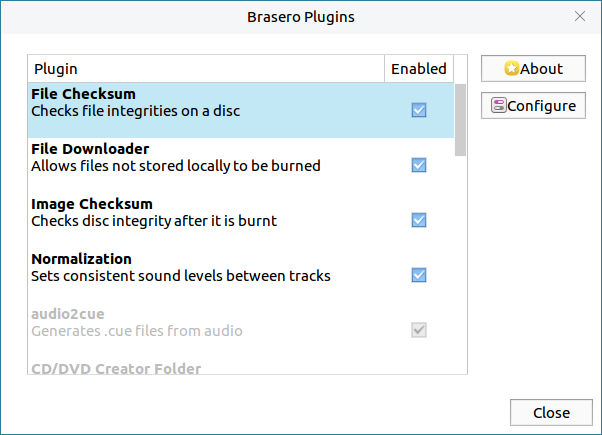 Brasero Plugins
Plugin Enabled
File Checksum
Checks file integrities on a disc
File Downloader
Allows files not stored locally to be burned
Image Checksum
Checks disc integrity after it is burnt
Normalization
Sets consistent sound levels between tracks
audio2cue
Generates .cue files from audio
CD/DVD Creator Folder
About
Configure
Close